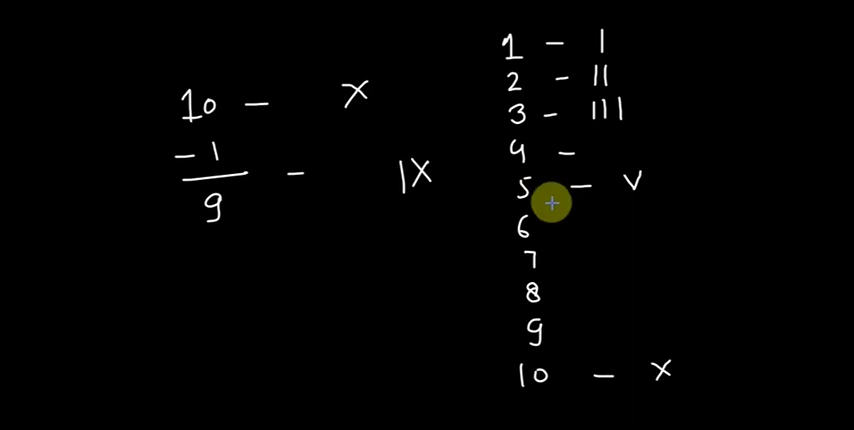 10 - X
- 1
- IX
9
1 - I
2 - II
3 - III
4 -
5 - V
6
7
8
9
10 - X